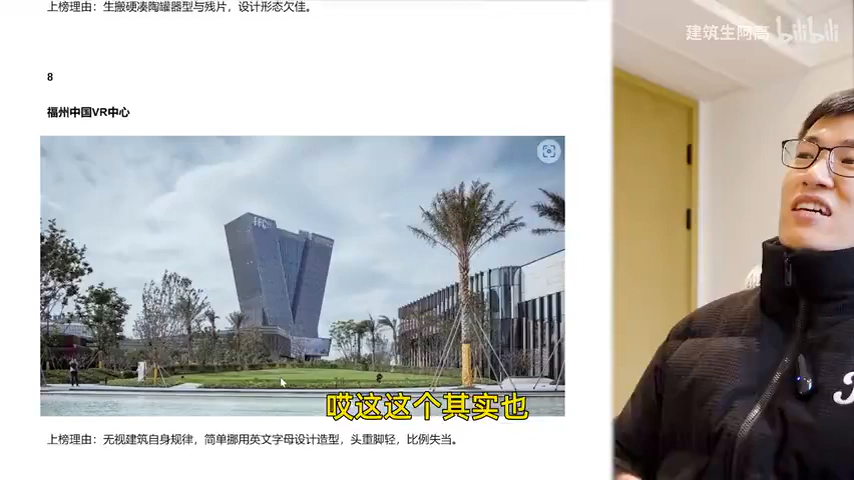 上榜理由：生搬硬凑陶罐器型与残片，设计形态欠佳。
建筑生阿高 bilibili
8
福州中国VR中心
FFC
哎这这个其实也
上榜理由：无视建筑自身规律，简单挪用英文字母设计造型，头重脚轻，比例失当。